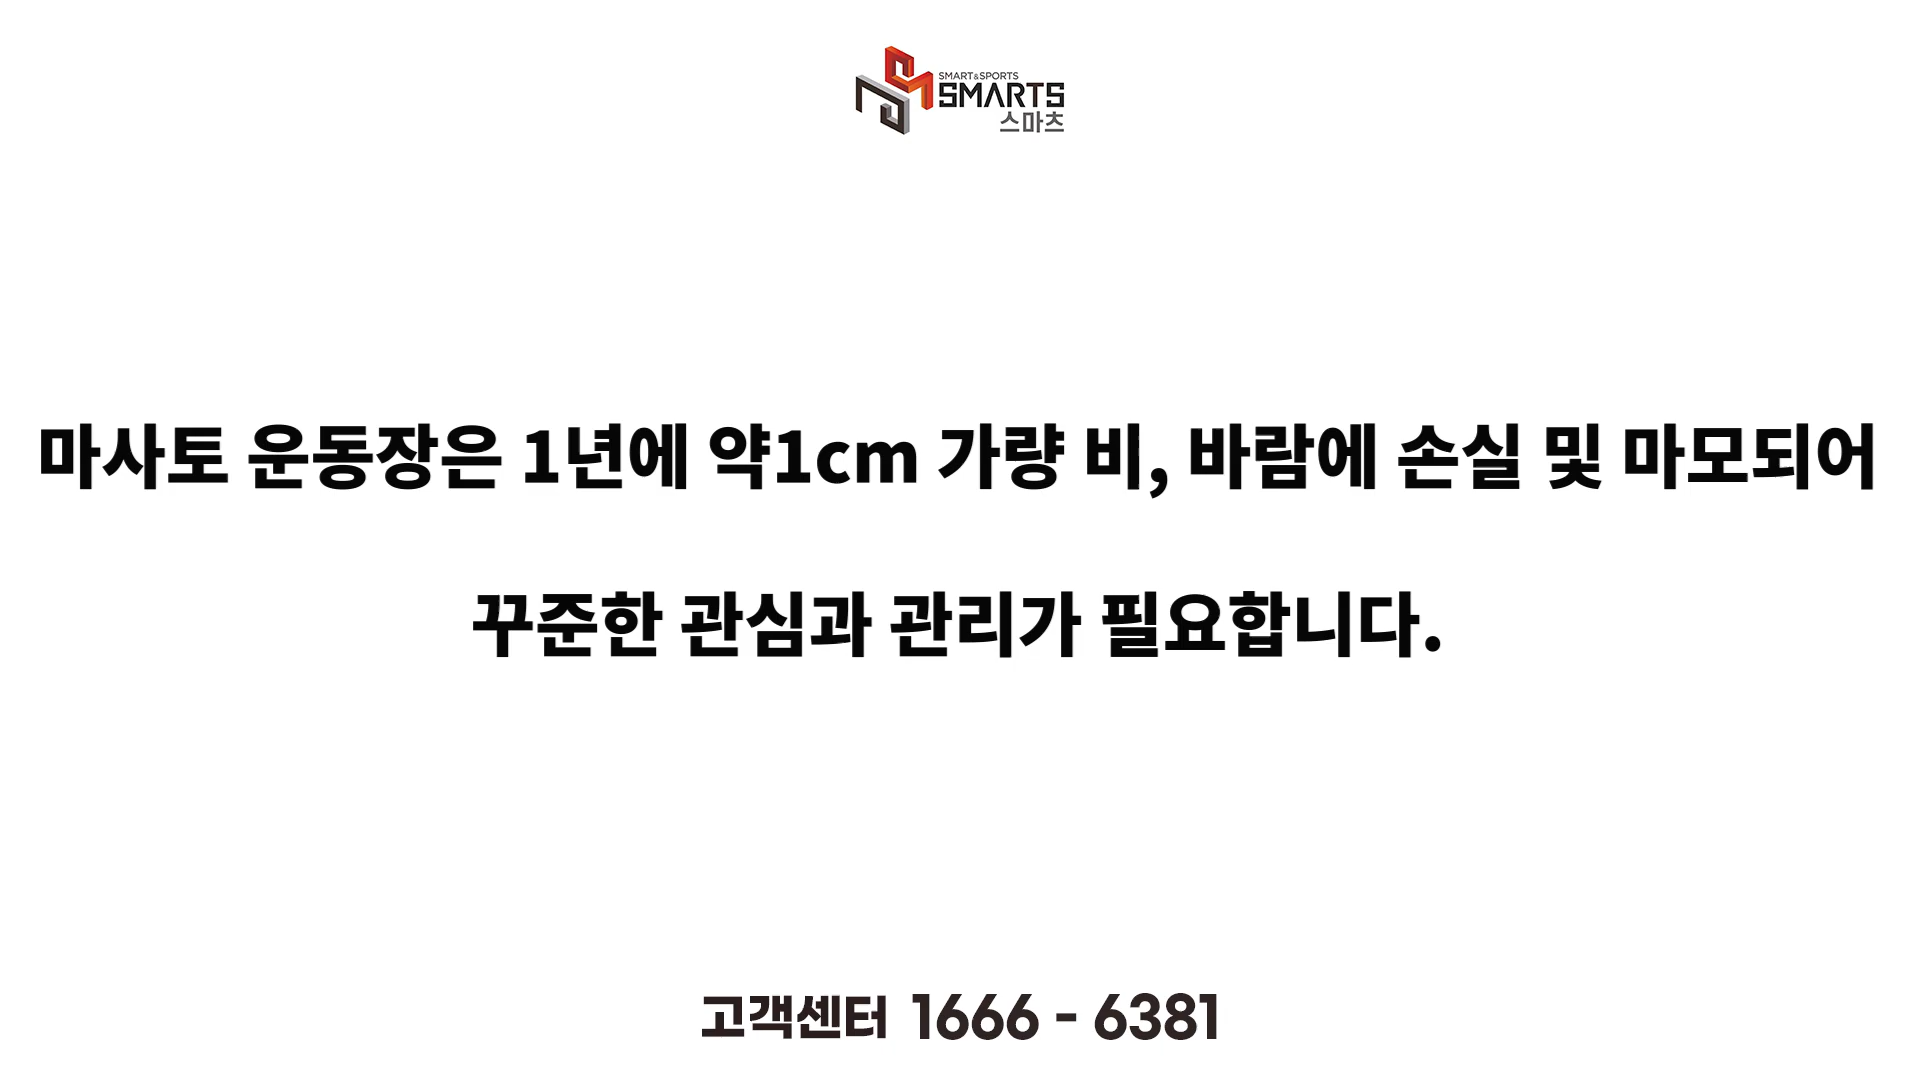 SMART&SPORTS
SMARTS
스마츠
마사토 운동장은 1년에 약1cm 가량 비, 바람에 손실 및 마모되어
꾸준한 관심과 관리가 필요합니다.
고객센터 1666 - 6381